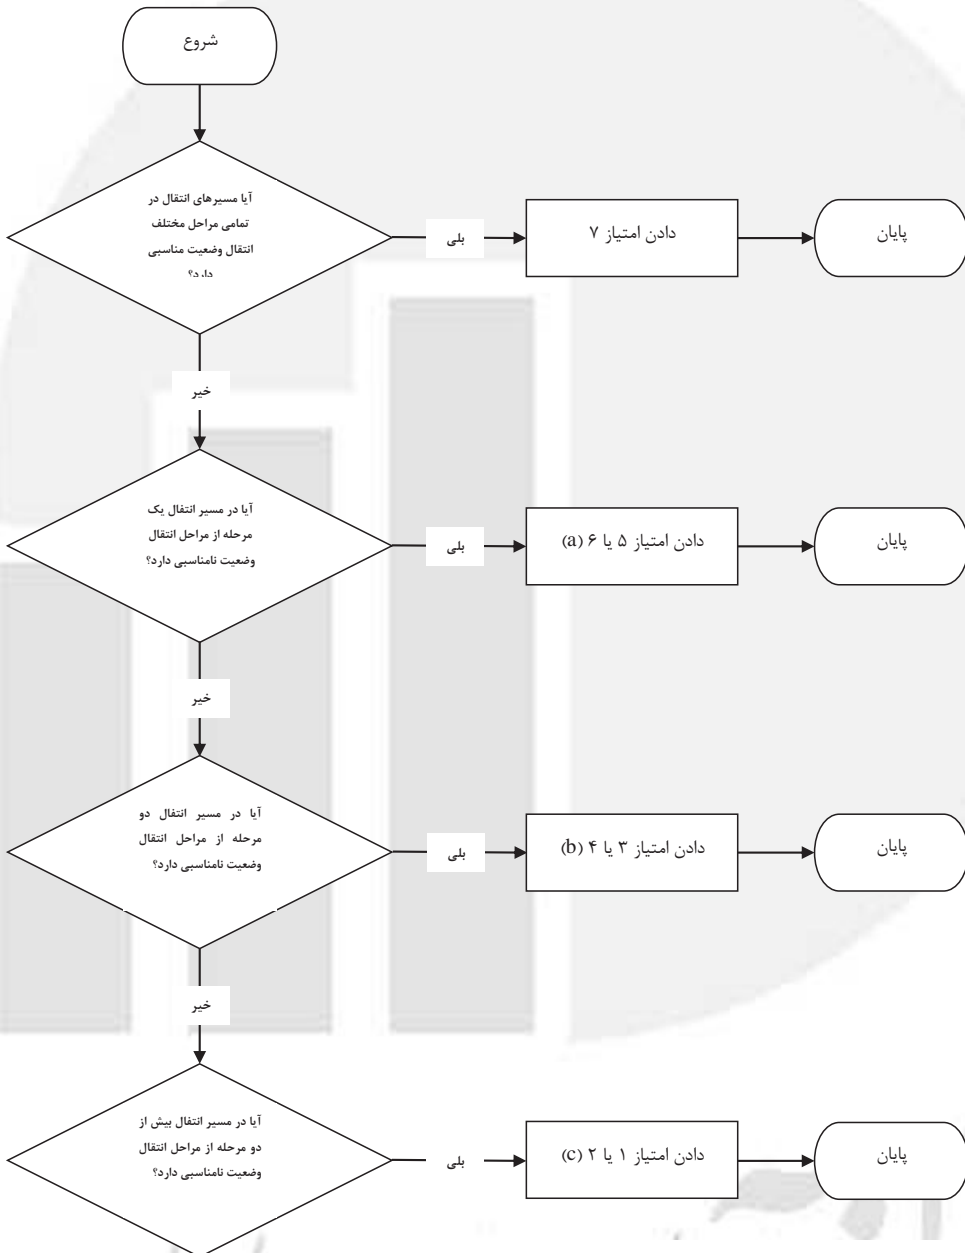 شروع
آیا مسیرهای انتقال در
تمامی مراحل مختلف
انتقال وضعیت مناسبی
دارد؟
بلی
دادن امتیاز ۷
پایان
خیر
آیا در مسیر انتقال یک
مرحله از مراحل انتقال
وضعیت نامناسبی دارد؟
بلی
دادن امتیاز ۵ یا ۶ (a)
پایان
خیر
آیا در مسیر انتقال دو
مرحله از مراحل انتقال
وضعیت نامناسبی دارد؟
بلی
دادن امتیاز ۳ یا ۴ (b)
پایان
خیر
آیا در مسیر انتقال بیش از
دو مرحله از مراحل انتقال
وضعیت نامناسبی دارد؟
بلی
دادن امتیاز ۱ یا ۲ (c)
پایان